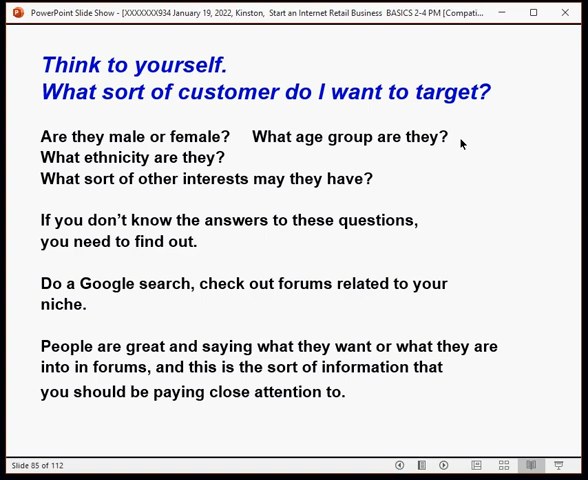 PowerPoint Slide Show - [XXXXXXX934 January 19, 2022, Kinston, Start an Internet Retail Business BASICS 2-4 PM [Compati...
Think to yourself.
What sort of customer do I want to target?
Are they male or female? What age group are they?
What ethnicity are they?
What sort of other interests may they have?
If you don't know the answers to these questions,
you need to find out.
Do a Google search, check out forums related to your
niche.
People are great and saying what they want or what they are
into in forums, and this is the sort of information that
you should be paying close attention to.
Slide 85 of 112